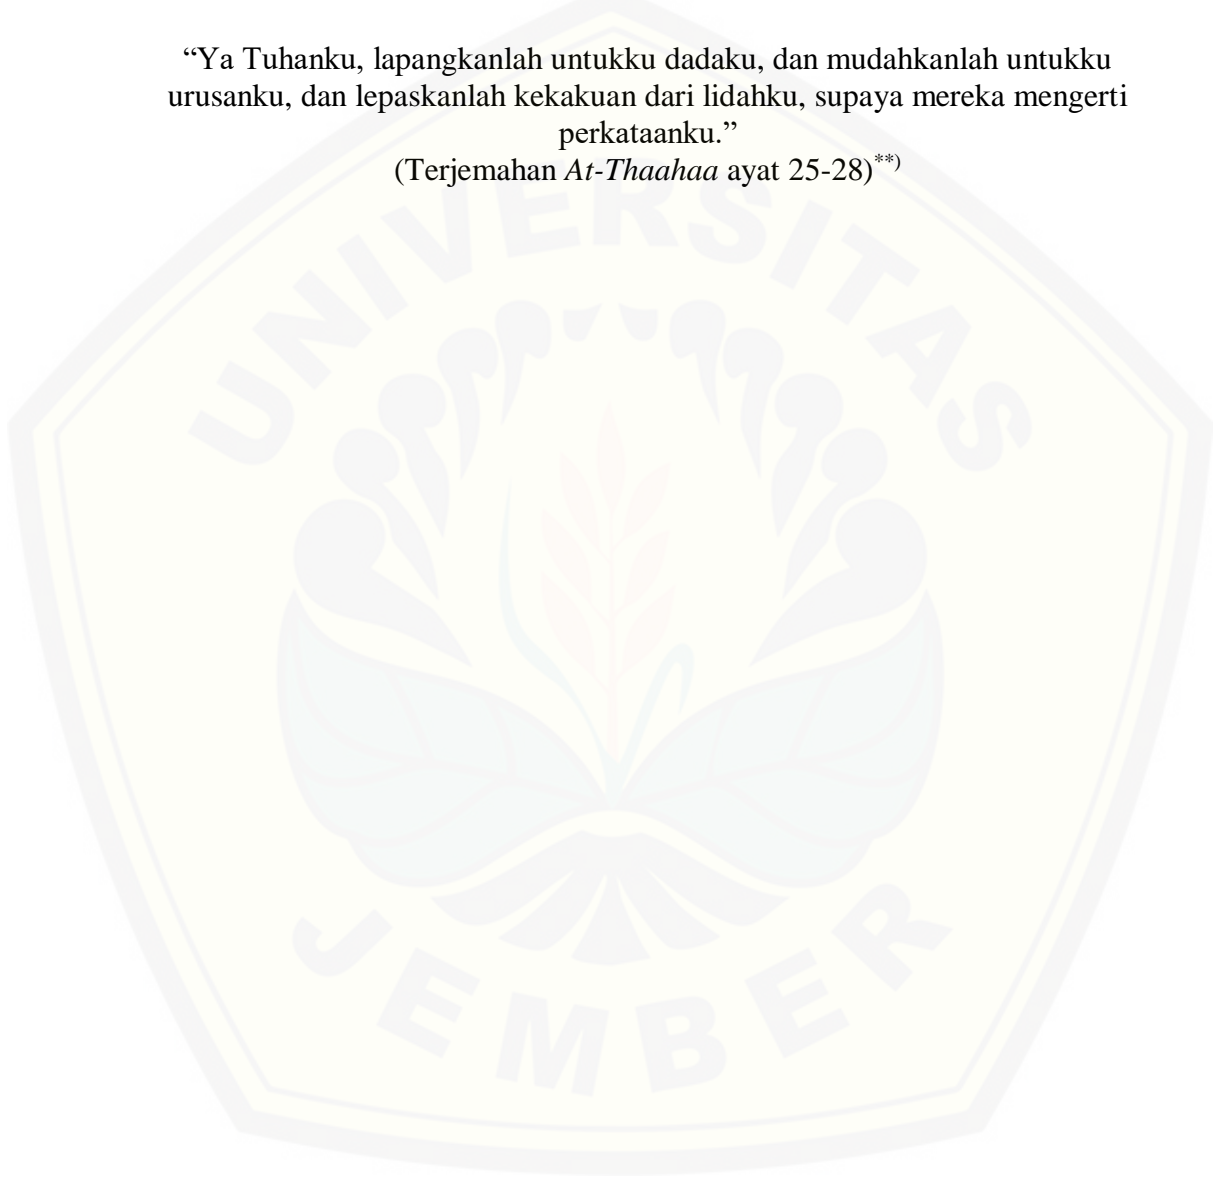 “Ya Tuhanku, lapangkanlah untukku dadaku, dan mudahkanlah untukku
urusanku, dan lepaskanlah kekakuan dari lidahku, supaya mereka mengerti
perkataanku.”
(Terjemahan At-Thaahaa ayat 25-28)**)
UNIVERSITAS
JEMBER